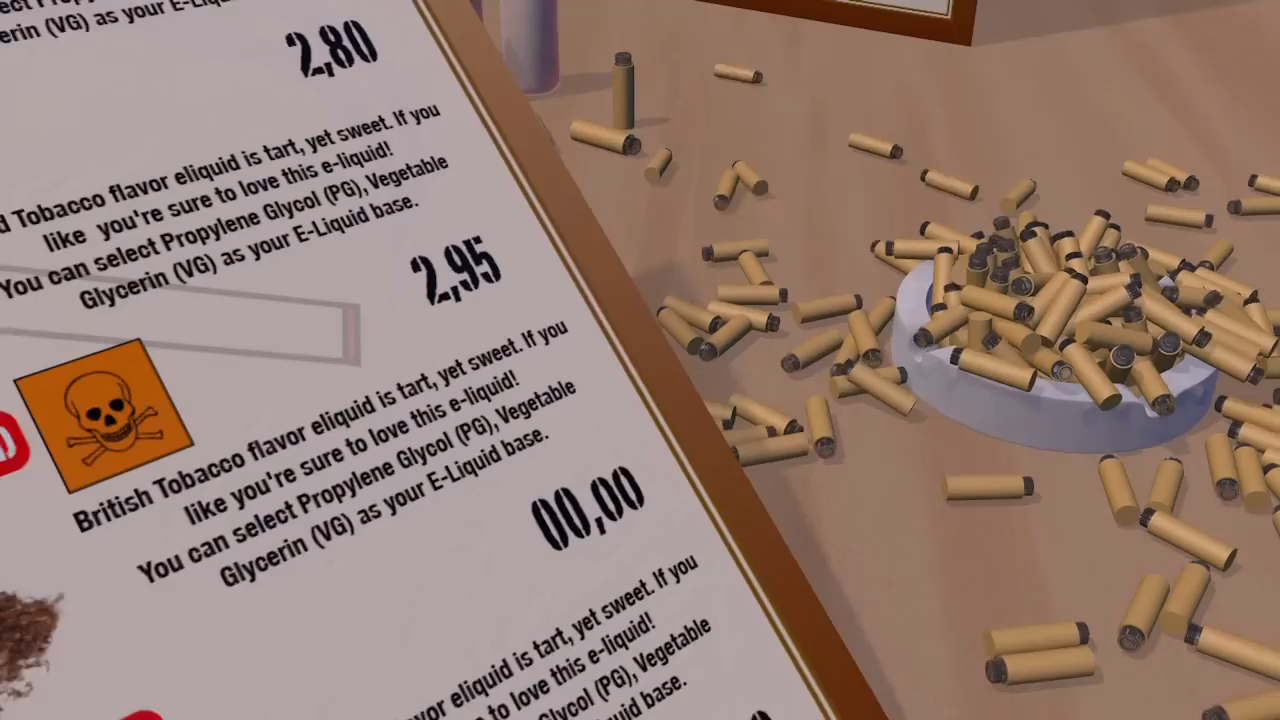 erin (VG) as your E-Liquid
2,80
Tobacco flavor eliquid is tart, yet sweet. If you
like you're sure to love this e-liquid!
You can select Propylene Glycol (PG), Vegetable
Glycerin (VG) as your E-Liquid base.
2,95
British Tobacco flavor eliquid is tart, yet sweet. If you
like you're sure to love this e-liquid!
You can select Propylene Glycol (PG), Vegetable
Glycerin (VG) as your E-Liquid base.
00,00
vor eliquid is tart, yet sweet. If you
to love this e-liquid!
Glycol (PG), Vegetable
quid base.